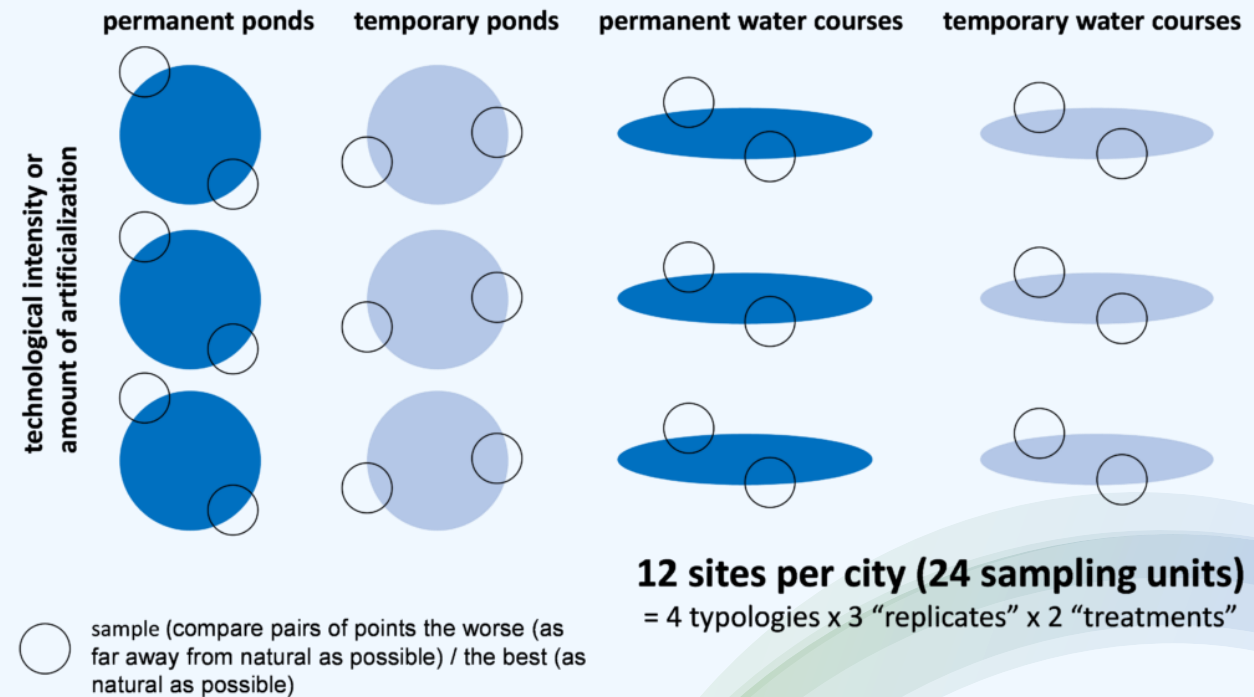 permanent ponds
temporary ponds
permanent water courses
temporary water courses
technological intensity or
amount of artificialization
12 sites per city (24 sampling units)
= 4 typologies x 3 “replicates” x 2 “treatments”
sample (compare pairs of points the worse (as
far away from natural as possible) / the best (as
natural as possible)